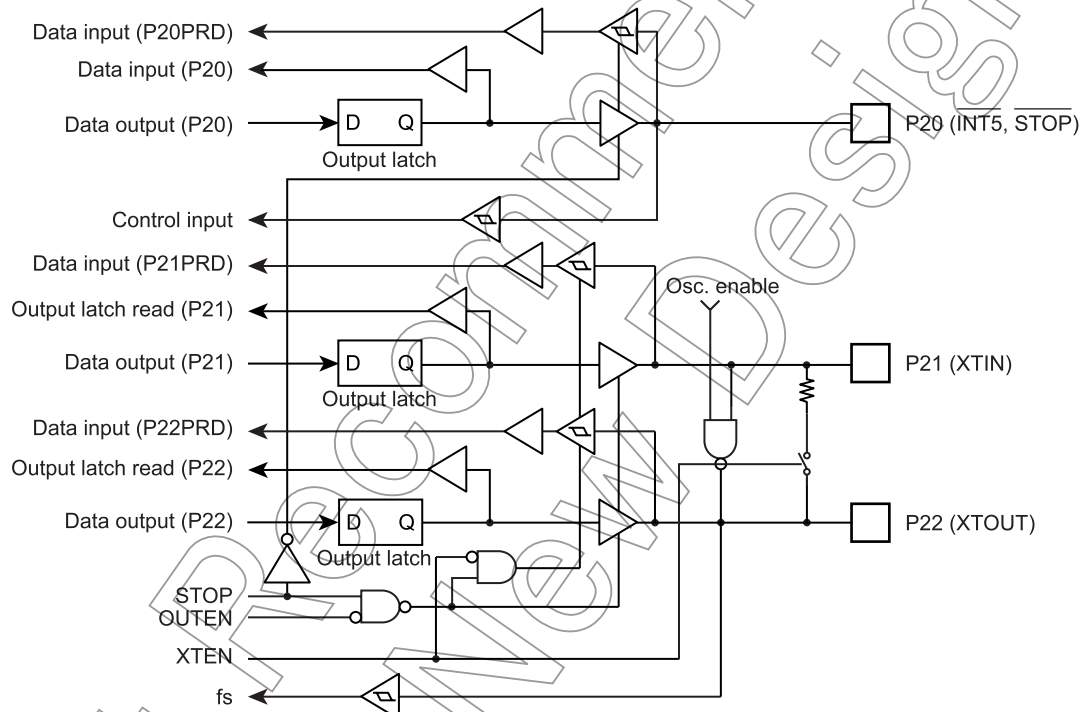 Data input (P20PRD)
Data input (P20)
Data output (P20)
D Q
Output latch
P20 (INT5, STOP)
Control input
Data input (P21PRD)
Osc. enable
Output latch read (P21)
Data output (P21)
D Q
Output latch
P21 (XTIN)
Data input (P22PRD)
Output latch read (P22)
Data output (P22)
D Q
Output latch
P22 (XTOUT)
STOP
OUTEN
XTEN
fs